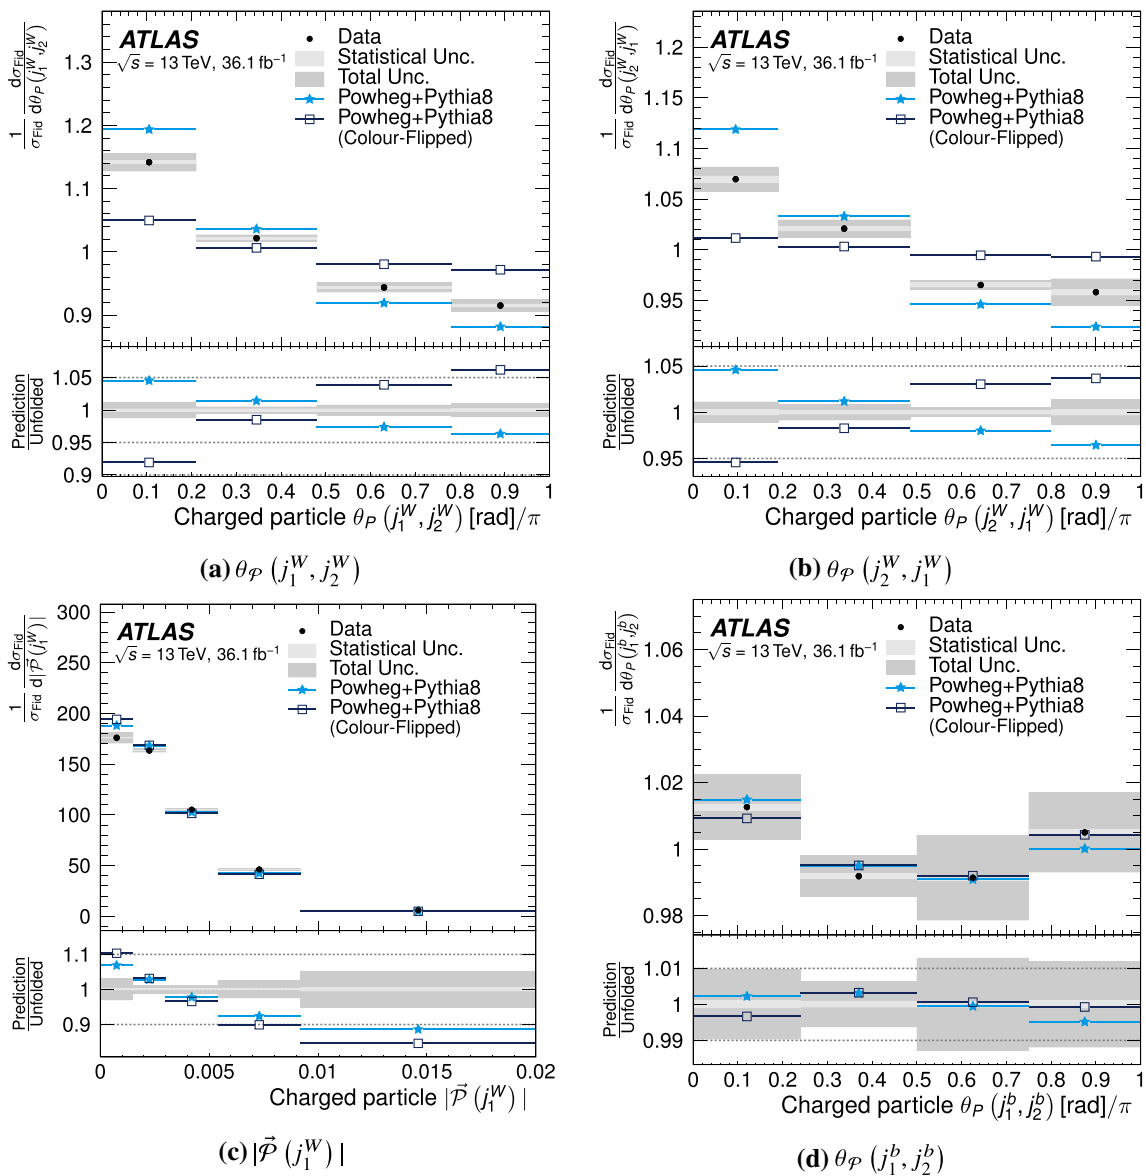 ATLAS
√s = 13 TeV, 36.1 fb⁻¹
Data
Statistical Unc.
Total Unc.
Powheg+Pythia8
Powheg+Pythia8
(Colour-Flipped)
1/σ_Fid dσ_Fid/dθ_P (j_1^W, j_2^W)
1.3
1.2
1.1
1
0.9
Prediction
Unfolded
1.05
0.95
0.9
0 0.1 0.2 0.3 0.4 0.5 0.6 0.7 0.8 0.9 1
Charged particle θ_P (j_1^W, j_2^W) [rad]/π
(a) θ_𝒫 (j_1^W, j_2^W)
ATLAS
√s = 13 TeV, 36.1 fb⁻¹
Data
Statistical Unc.
Total Unc.
Powheg+Pythia8
Powheg+Pythia8
(Colour-Flipped)
1/σ_Fid dσ_Fid/dθ_P (j_2^W, j_1^W)
1.2
1.15
1.1
1.05
1
0.95
Prediction
Unfolded
1.05
1
0.95
0 0.1 0.2 0.3 0.4 0.5 0.6 0.7 0.8 0.9 1
Charged particle θ_P (j_2^W, j_1^W) [rad]/π
(b) θ_𝒫 (j_2^W, j_1^W)
ATLAS
√s = 13 TeV, 36.1 fb⁻¹
Data
Statistical Unc.
Total Unc.
Powheg+Pythia8
Powheg+Pythia8
(Colour-Flipped)
1/σ_Fid dσ_Fid/d|𝒫⃗ (j_1^W)|
300
250
200
150
100
50
0
Prediction
Unfolded
1.1
1
0.9
0 0.005 0.01 0.015 0.02
Charged particle |𝒫⃗ (j_1^W) |
(c) |𝒫⃗ (j_1^W) |
ATLAS
√s = 13 TeV, 36.1 fb⁻¹
Data
Statistical Unc.
Total Unc.
Powheg+Pythia8
Powheg+Pythia8
(Colour-Flipped)
1/σ_Fid dσ_Fid/dθ_P (j_1^b, j_2^b)
1.06
1.04
1.02
1
0.98
Prediction
Unfolded
1.01
1
0.99
0 0.1 0.2 0.3 0.4 0.5 0.6 0.7 0.8 0.9 1
Charged particle θ_P (j_1^b, j_2^b) [rad]/π
(d) θ_𝒫 (j_1^b, j_2^b)